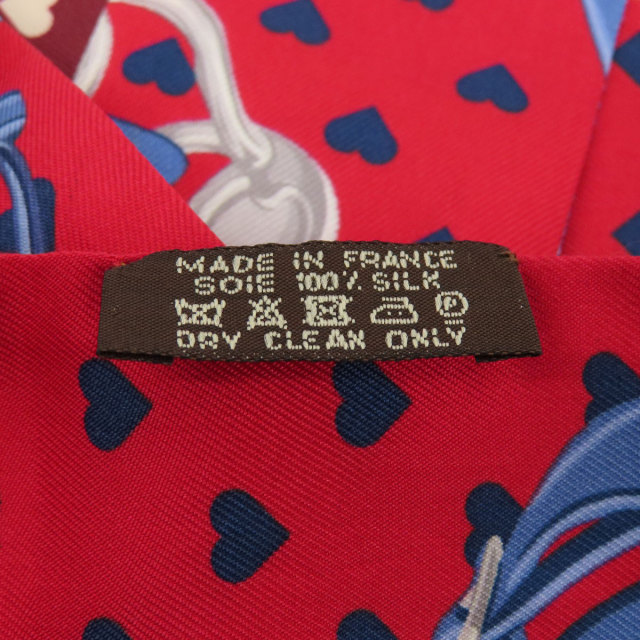 MADE IN FRANCE
SOIE 100% SILK
P
DRY CLEAN ONLY